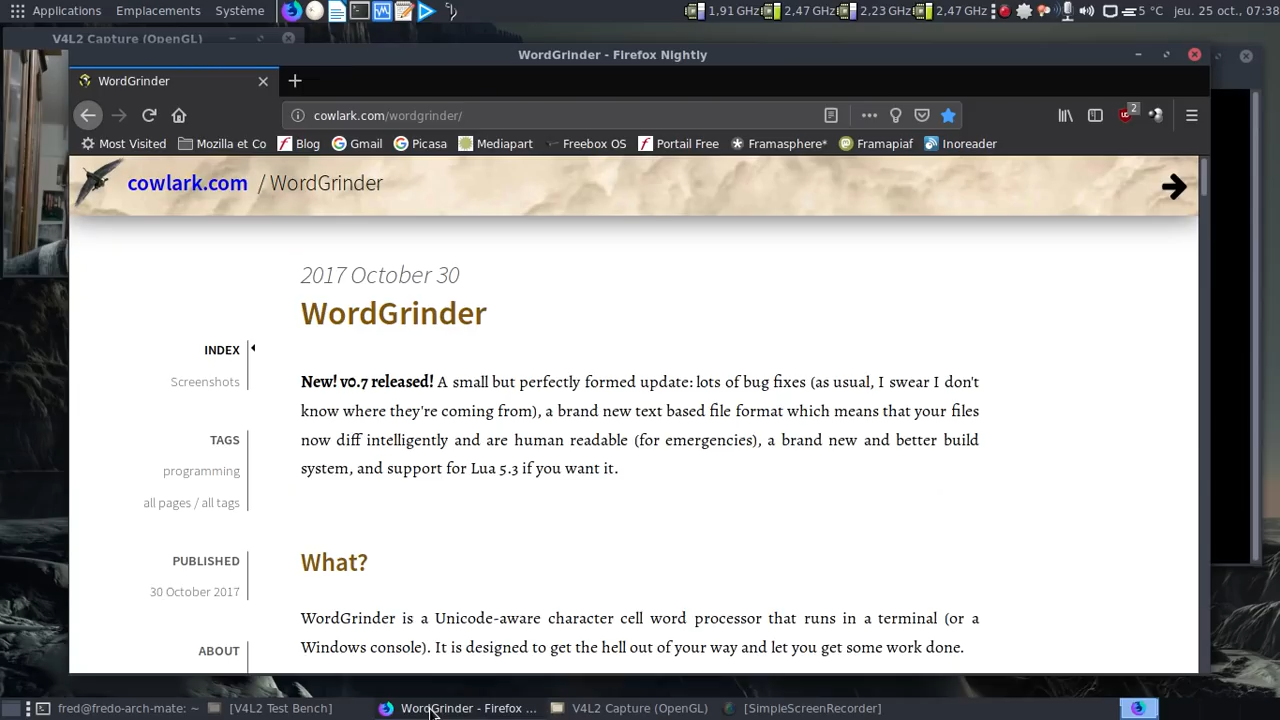 Applications Emplacements Système 1,91 GHz 2,47 GHz 2,23 GHz 2,47 GHz 5 °C jeu. 25 oct., 07:38
V4L2 Capture (OpenGL)
WordGrinder - Firefox Nightly
WordGrinder
cowlark.com/wordgrinder/
2
Most Visited Mozilla et Co Blog Gmail Picasa Mediapart Freebox OS Portail Free Framasphère* Framapiaf Inoreader
cowlark.com / WordGrinder
2017 October 30
WordGrinder
INDEX
Screenshots
TAGS
programming
all pages / all tags
PUBLISHED
30 October 2017
ABOUT
New! v0.7 released! A small but perfectly formed update: lots of bug fixes (as usual, I swear I don't
know where they're coming from), a brand new text based file format which means that your files
now diff intelligently and are human readable (for emergencies), a brand new and better build
system, and support for Lua 5.3 if you want it.
What?
WordGrinder is a Unicode-aware character cell word processor that runs in a terminal (or a
Windows console). It is designed to get the hell out of your way and let you get some work done.
fred@fredo-arch-mate: ~ [V4L2 Test Bench] WordGrinder - Firefox ... V4L2 Capture (OpenGL) [SimpleScreenRecorder]